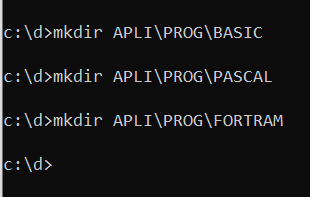 c:\d>mkdir APLI\PROG\BASIC
c:\d>mkdir APLI\PROG\PASCAL
c:\d>mkdir APLI\PROG\FORTRAM
c:\d>